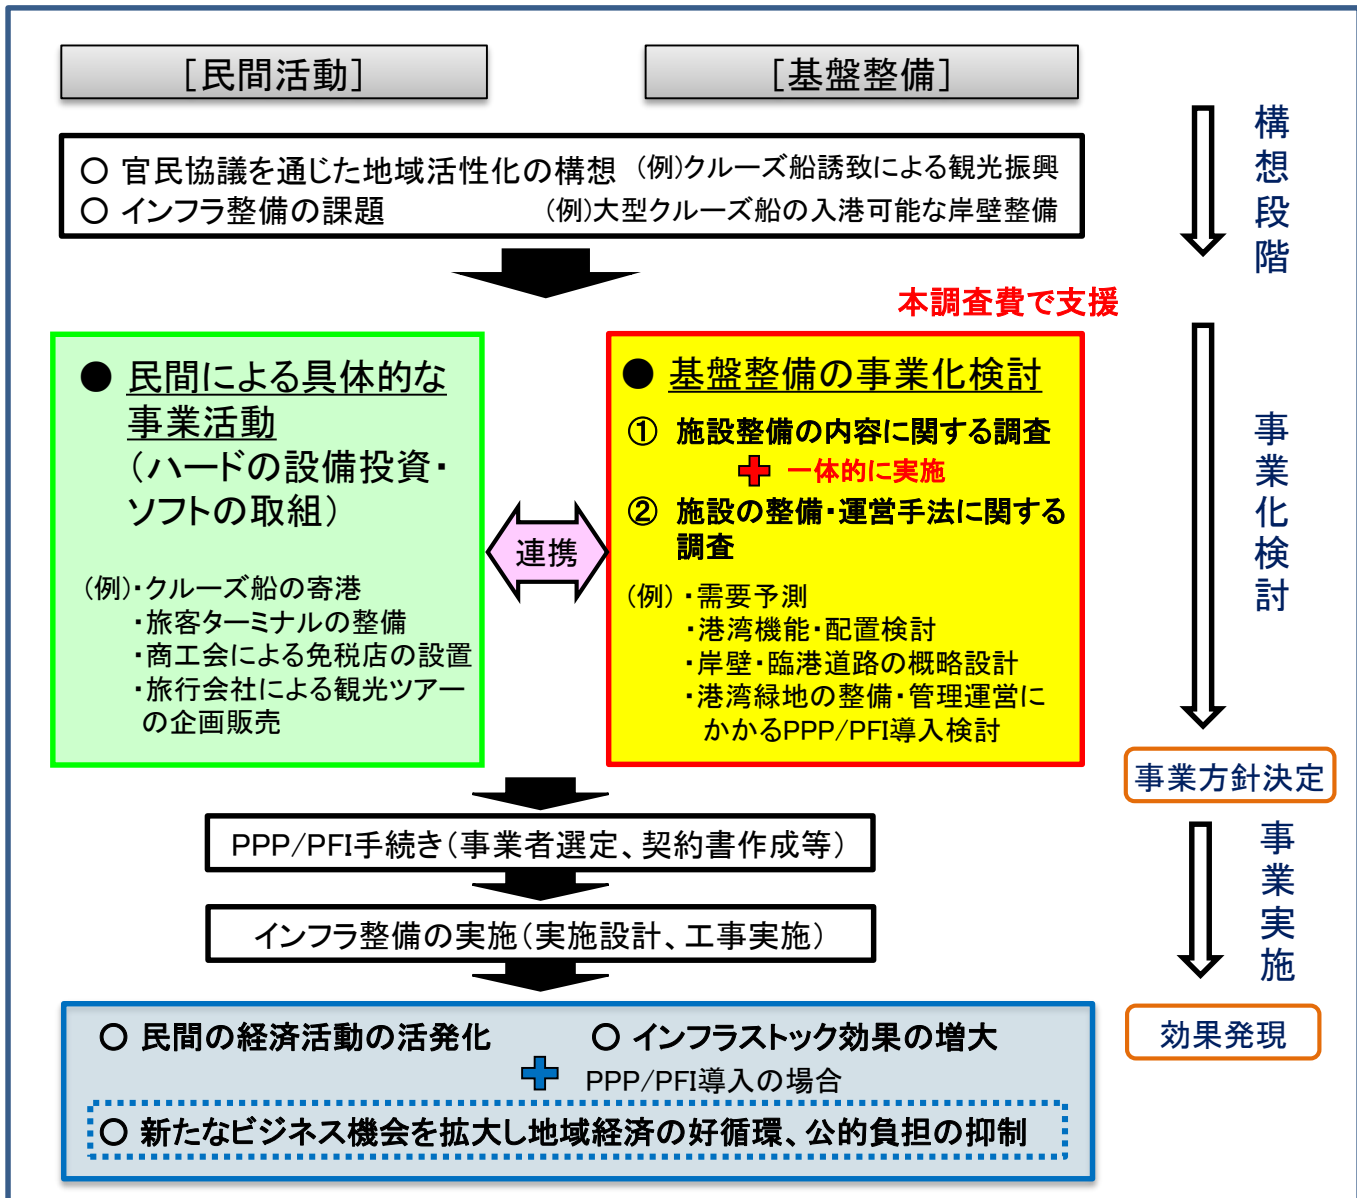 [民間活動]
[基盤整備]
○ 官民協議を通じた地域活性化の構想 (例)クルーズ船誘致による観光振興
○ インフラ整備の課題 (例)大型クルーズ船の入港可能な岸壁整備
構想段階
本調査費で支援
● 民間による具体的な
事業活動
(ハードの設備投資・
ソフトの取組)
(例)・クルーズ船の寄港
・旅客ターミナルの整備
・商工会による免税店の設置
・旅行会社による観光ツアー
の企画販売
連携
● 基盤整備の事業化検討
① 施設整備の内容に関する調査
一体的に実施
② 施設の整備・運営手法に関する
調査
(例)・需要予測
・港湾機能・配置検討
・岸壁・臨港道路の概略設計
・港湾緑地の整備・管理運営に
かかるPPP/PFI導入検討
事業化検討
事業方針決定
PPP/PFI手続き(事業者選定、契約書作成等)
インフラ整備の実施(実施設計、工事実施)
事業実施
○ 民間の経済活動の活発化 ○ インフラストック効果の増大
PPP/PFI導入の場合
○ 新たなビジネス機会を拡大し地域経済の好循環、公的負担の抑制
効果発現